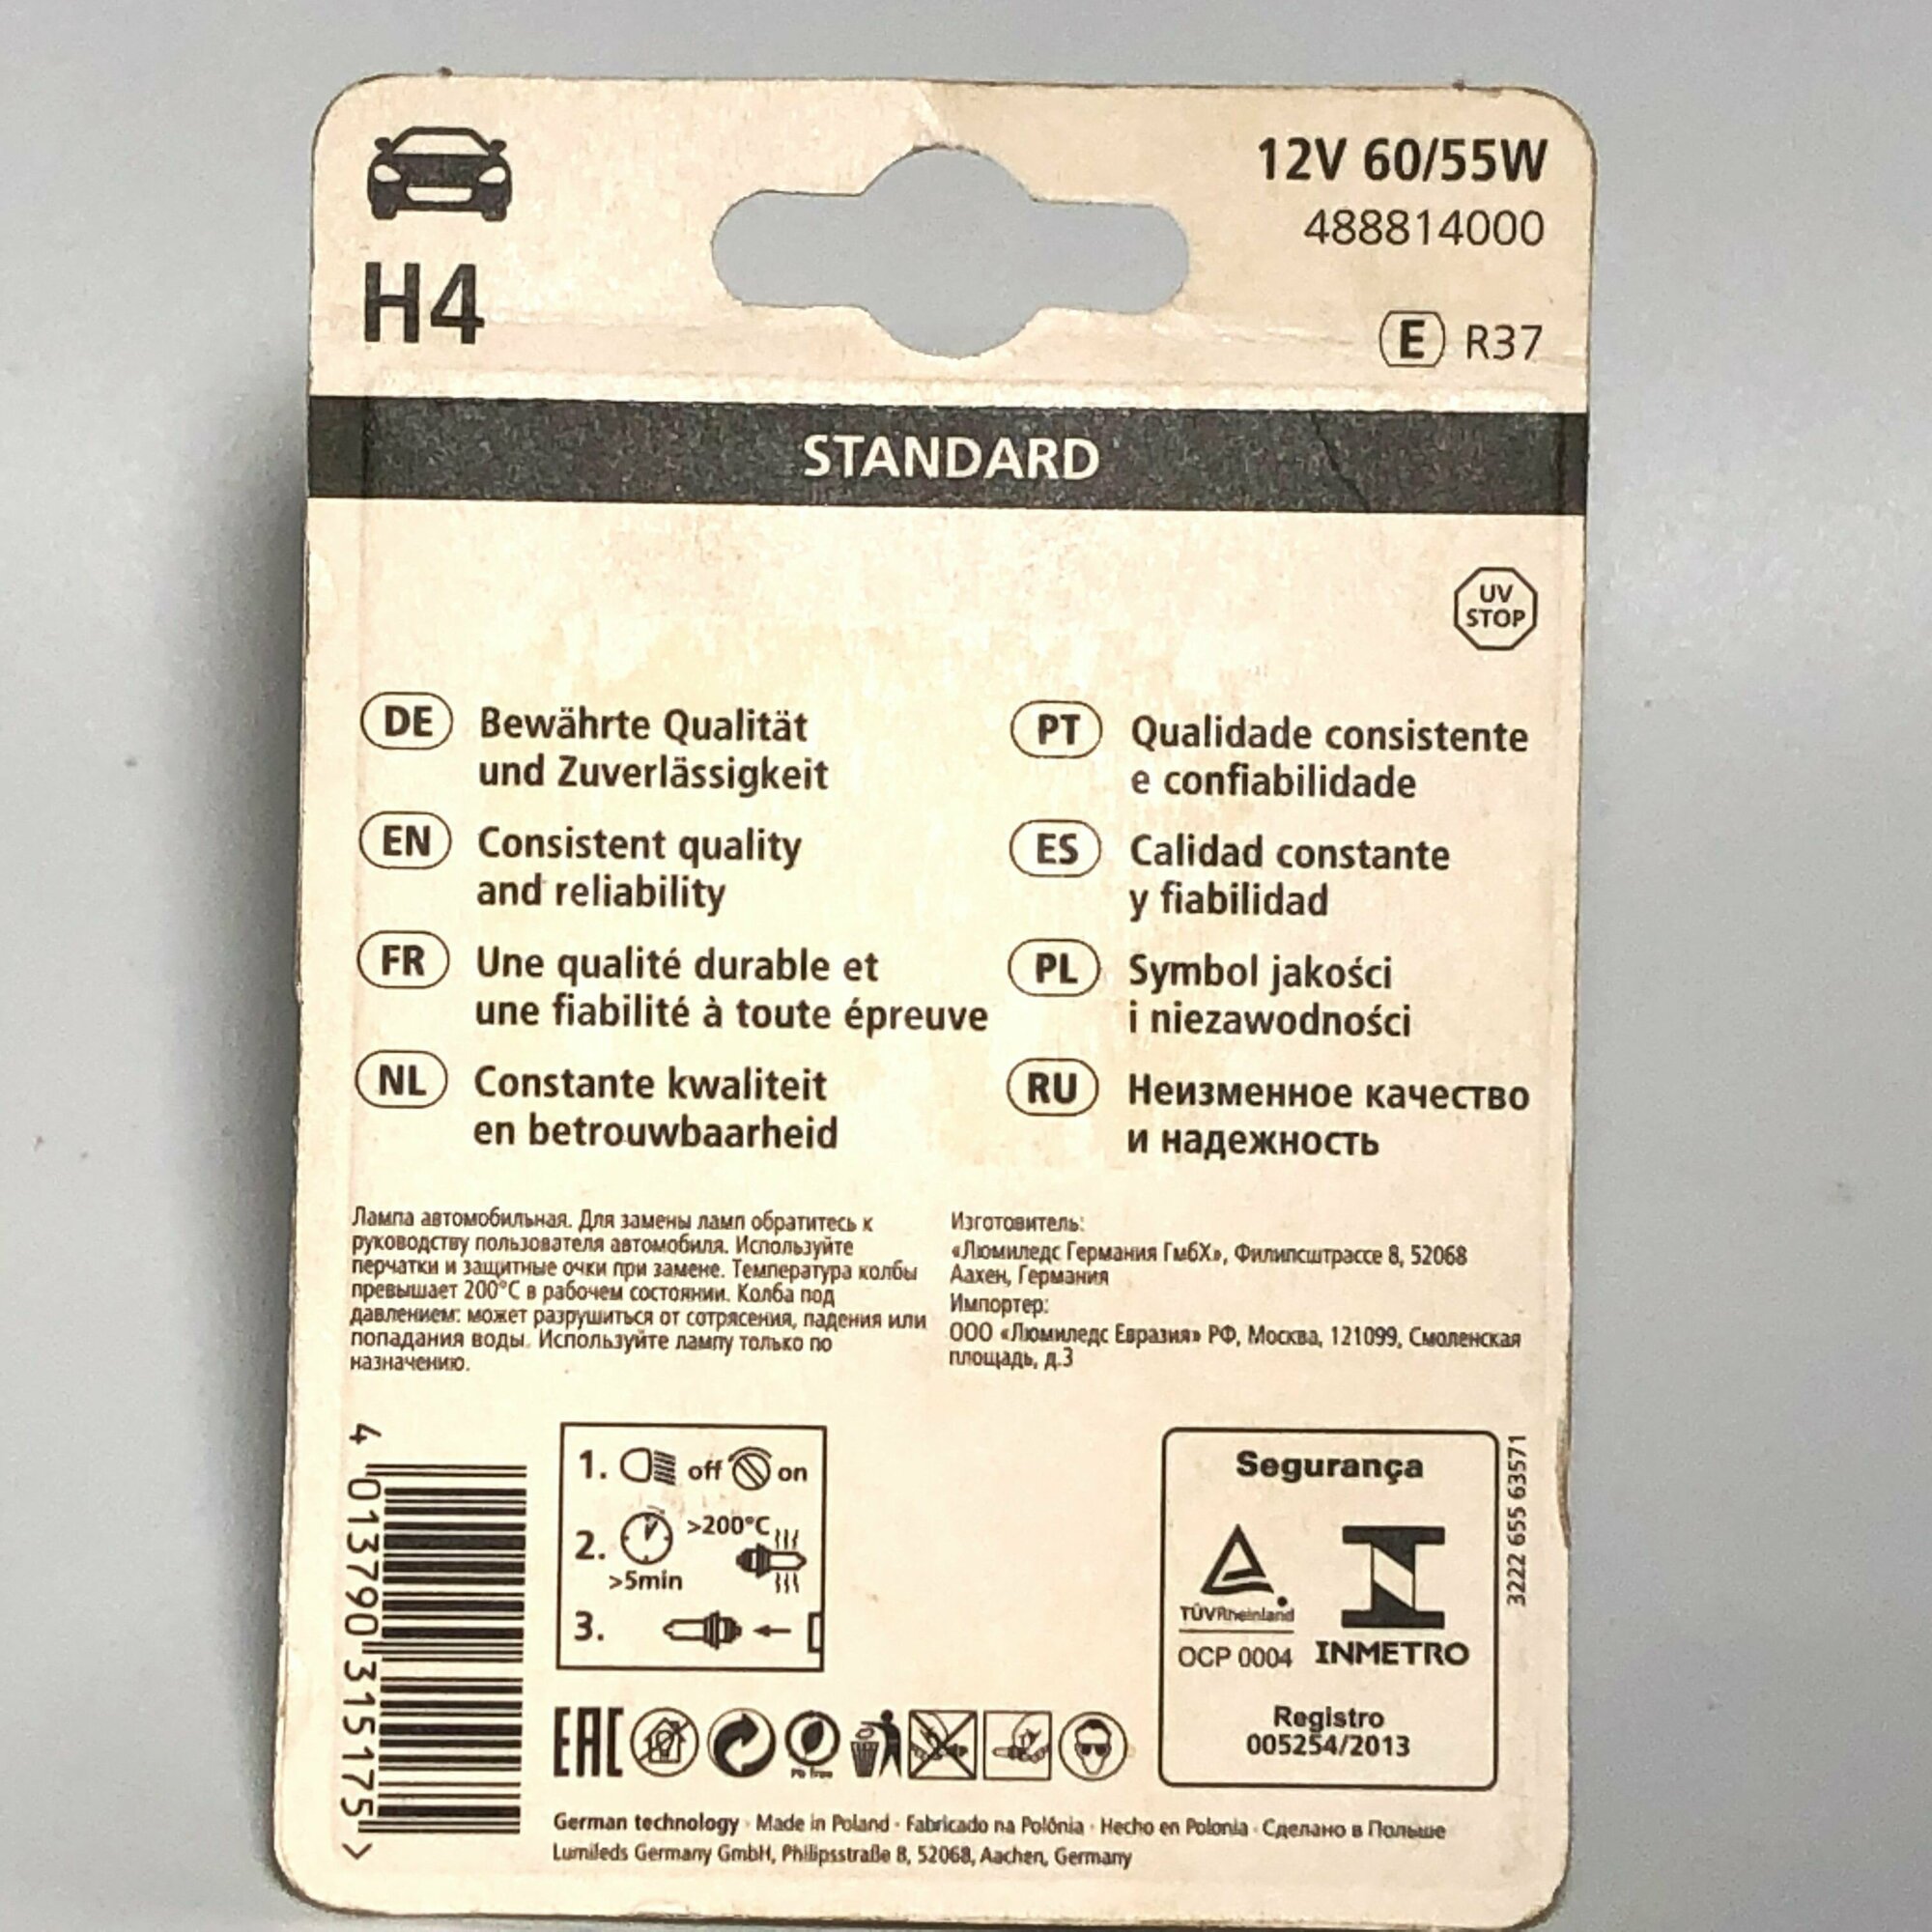 H4
12V 60/55W
488814000
E R37
STANDARD
UV
STOP
DE Bewährte Qualität
und Zuverlässigkeit
EN Consistent quality
and reliability
FR Une qualité durable et
une fiabilité à toute épreuve
NL Constante kwaliteit
en betrouwbaarheid
PT Qualidade consistente
e confiabilidade
ES Calidad constante
y fiabilidad
PL Symbol jakości
i niezawodności
RU Неизменное качество
и надежность
Лампа автомобильная. Для замены ламп обратитесь к
руководству пользователя автомобиля. Используйте
перчатки и защитные очки при замене. Температура колбы
превышает 200°C в рабочем состоянии. Колба под
давлением: может разрушиться от сотрясения, падения или
попадания воды. Используйте лампу только по
назначению.
Изготовитель:
«Люмиледс Германия ГмбХ», Филипсштрассе 8, 52068
Аахен, Германия
Импортер:
ООО «Люмиледс Евразия» РФ, Москва, 121099, Смоленская
площадь, д.3
4 013790 315175 >
1. off on
2. >200°C
>5min
3.
Segurança
TÜVRheinland
OCP 0004
INMETRO
Registro
005254/2013
3222 655 63571
EAC
Pb free
German technology · Made in Poland · Fabricado na Polônia · Hecho en Polonia · Сделано в Польше
Lumileds Germany GmbH, Philipsstraße 8, 52068, Aachen, Germany